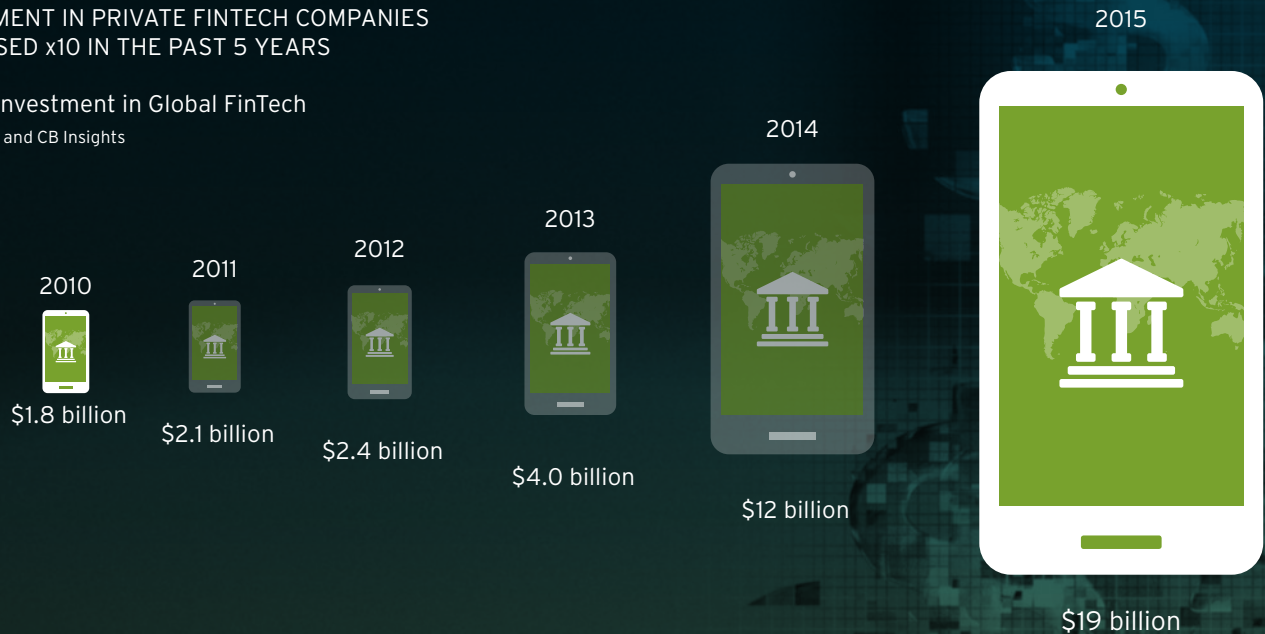 MENT IN PRIVATE FINTECH COMPANIES
SED x10 IN THE PAST 5 YEARS
nvestment in Global FinTech
and CB Insights
2010
$1.8 billion
2011
$2.1 billion
2012
$2.4 billion
2013
$4.0 billion
2014
$12 billion
2015
$19 billion